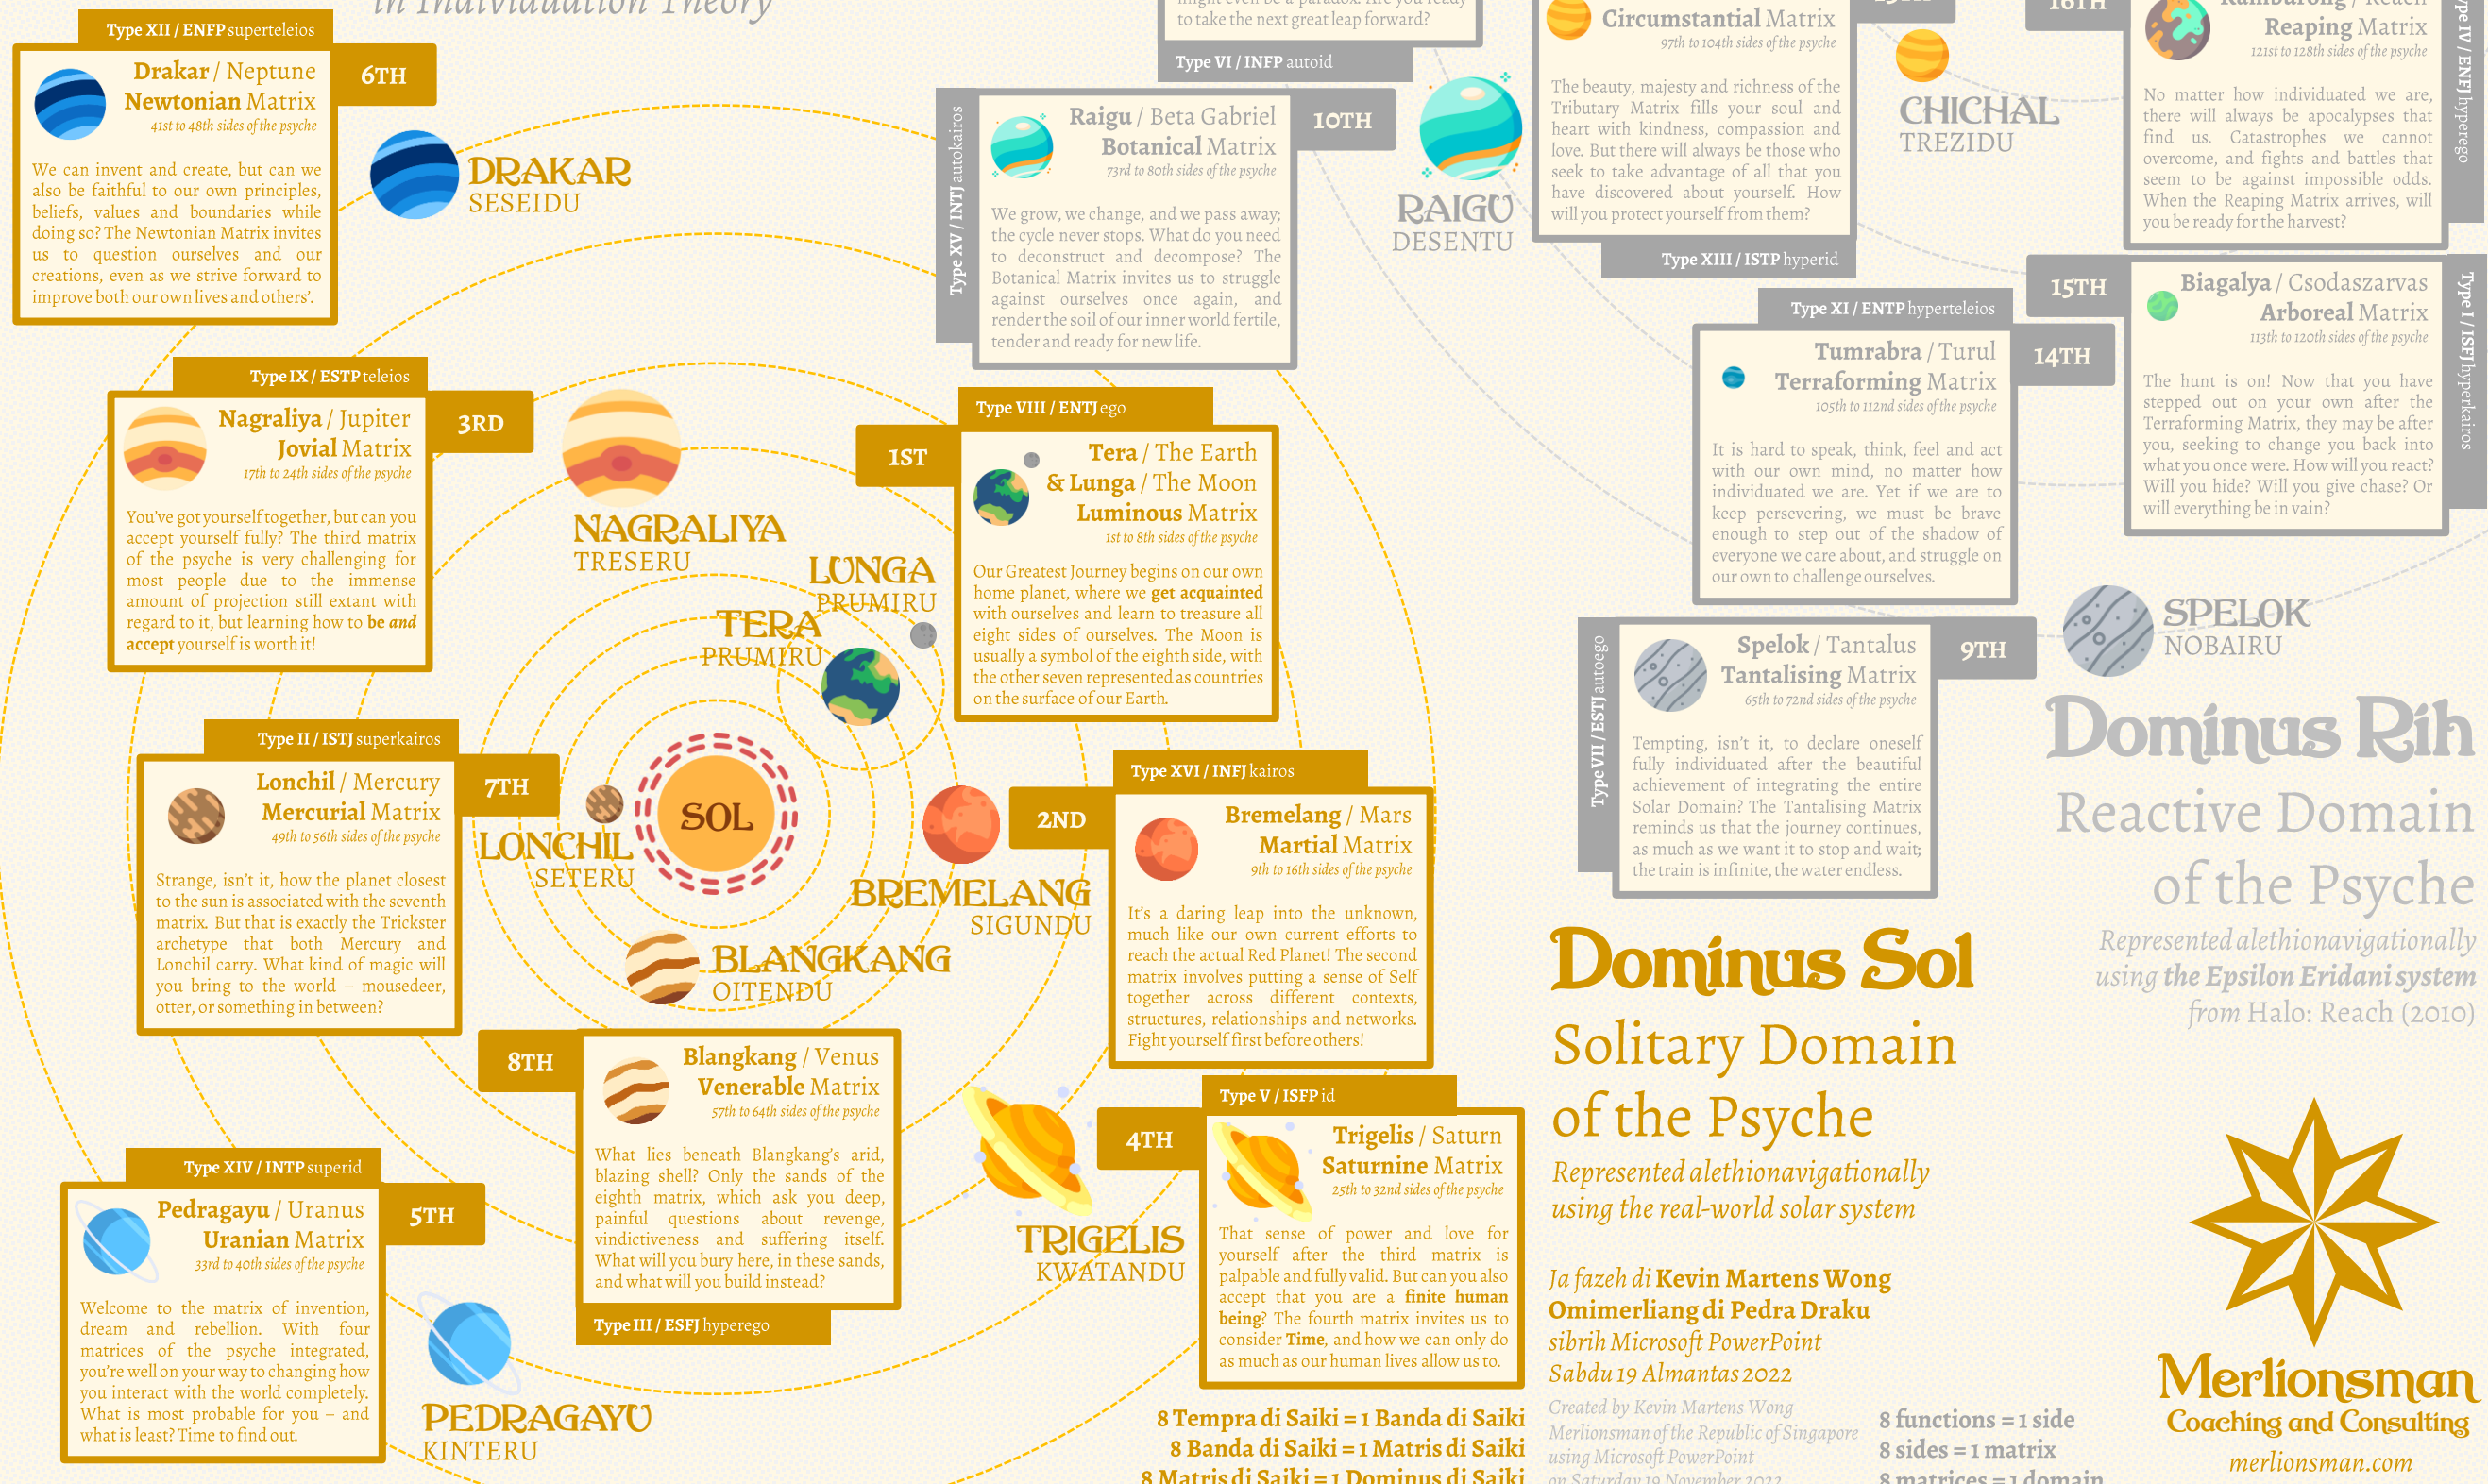 in Individuation Theory
Type XII / ENFP superteleios
Drakar / Neptune
Newtonian Matrix
41st to 48th sides of the psyche
6TH
We can invent and create, but can we
also be faithful to our own principles,
beliefs, values and boundaries while
doing so? The Newtonian Matrix invites
us to question ourselves and our
creations, even as we strive forward to
improve both our own lives and others'.
DRAKAR
SESEIDU
to take the next great leap forward?
Type VI / INFP autoid
Type XV / INTJ autokairos
Raigu / Beta Gabriel
Botanical Matrix
73rd to 80th sides of the psyche
10TH
We grow, we change, and we pass away;
the cycle never stops. What do you need
to deconstruct and decompose? The
Botanical Matrix invites us to struggle
against ourselves once again, and
render the soil of our inner world fertile,
tender and ready for new life.
RAIGU
DESENTU
Circumstantial Matrix
97th to 104th sides of the psyche
The beauty, majesty and richness of the
Tributary Matrix fills your soul and
heart with kindness, compassion and
love. But there will always be those who
seek to take advantage of all that you
have discovered about yourself. How
will you protect yourself from them?
Type XIII / ISTP hyperid
CHICHAL
TREZIDU
16TH
Reaping Matrix
121st to 128th sides of the psyche
Type IV / ENFJ hyperego
No matter how individuated we are,
there will always be apocalypses that
find us. Catastrophes we cannot
overcome, and fights and battles that
seem to be against impossible odds.
When the Reaping Matrix arrives, will
you be ready for the harvest?
Type XI / ENTP hyperteleios
Tumrabra / Turul
Terraforming Matrix
105th to 112nd sides of the psyche
14TH
It is hard to speak, think, feel and act
with our own mind, no matter how
individuated we are. Yet if we are to
keep persevering, we must be brave
enough to step out of the shadow of
everyone we care about, and struggle on
our own to challenge ourselves.
15TH
Biagalya / Csodaszarvas
Arboreal Matrix
113th to 120th sides of the psyche
Type I / ISFJ hyperkairos
The hunt is on! Now that you have
stepped out on your own after the
Terraforming Matrix, they may be after
you, seeking to change you back into
what you once were. How will you react?
Will you hide? Will you give chase? Or
will everything be in vain?
Type IX / ESTP teleios
Nagraliya / Jupiter
Jovial Matrix
17th to 24th sides of the psyche
3RD
You've got yourself together, but can you
accept yourself fully? The third matrix
of the psyche is very challenging for
most people due to the immense
amount of projection still extant with
regard to it, but learning how to be and
accept yourself is worth it!
NAGRALIYA
TRESERU
Type VIII / ENTJ ego
1ST
Tera / The Earth
& Lunga / The Moon
Luminous Matrix
1st to 8th sides of the psyche
Our Greatest Journey begins on our own
home planet, where we get acquainted
with ourselves and learn to treasure all
eight sides of ourselves. The Moon is
usually a symbol of the eighth side, with
the other seven represented as countries
on the surface of our Earth.
LUNGA
PRUMIRU
TERA
PRUMIRU
Type VII / ESTJ autoego
Spelok / Tantalus
Tantalising Matrix
65th to 72nd sides of the psyche
9TH
Tempting, isn't it, to declare oneself
fully individuated after the beautiful
achievement of integrating the entire
Solar Domain? The Tantalising Matrix
reminds us that the journey continues,
as much as we want it to stop and wait;
the train is infinite, the water endless.
SPELOK
NOBAIRU
Dominus Rih
Reactive Domain
of the Psyche
Represented alethionavigationally
using the Epsilon Eridani system
from Halo: Reach (2010)
Type II / ISTJ superkairos
Lonchil / Mercury
Mercurial Matrix
49th to 56th sides of the psyche
7TH
Strange, isn't it, how the planet closest
to the sun is associated with the seventh
matrix. But that is exactly the Trickster
archetype that both Mercury and
Lonchil carry. What kind of magic will
you bring to the world – mousedeer,
otter, or something in between?
LONCHIL
SETERU
SOL
Type XVI / INFJ kairos
2ND
Bremelang / Mars
Martial Matrix
9th to 16th sides of the psyche
It's a daring leap into the unknown,
much like our own current efforts to
reach the actual Red Planet! The second
matrix involves putting a sense of Self
together across different contexts,
structures, relationships and networks.
Fight yourself first before others!
BREMELANG
SIGUNDU
BLANGKANG
OITENDU
8TH
Blangkang / Venus
Venerable Matrix
57th to 64th sides of the psyche
What lies beneath Blangkang's arid,
blazing shell? Only the sands of the
eighth matrix, which ask you deep,
painful questions about revenge,
vindictiveness and suffering itself.
What will you bury here, in these sands,
and what will you build instead?
Type III / ESFJ hyperego
Type V / ISFP id
4TH
Trigelis / Saturn
Saturnine Matrix
25th to 32nd sides of the psyche
That sense of power and love for
yourself after the third matrix is
palpable and fully valid. But can you also
accept that you are a finite human
being? The fourth matrix invites us to
consider Time, and how we can only do
as much as our human lives allow us to.
TRIGELIS
KWATANDU
Type XIV / INTP superid
Pedragayu / Uranus
Uranian Matrix
33rd to 40th sides of the psyche
5TH
Welcome to the matrix of invention,
dream and rebellion. With four
matrices of the psyche integrated,
you're well on your way to changing how
you interact with the world completely.
What is most probable for you – and
what is least? Time to find out.
PEDRAGAYU
KINTERU
Dominus Sol
Solitary Domain
of the Psyche
Represented alethionavigationally
using the real-world solar system
Ja fazeh di Kevin Martens Wong
Omimerliang di Pedra Draku
sibrih Microsoft PowerPoint
Sabdu 19 Almantas 2022
Created by Kevin Martens Wong
Merlionsman of the Republic of Singapore
using Microsoft PowerPoint
on Saturday 19 November 2022
8 Tempra di Saiki = 1 Banda di Saiki
8 Banda di Saiki = 1 Matris di Saiki
8 Matris di Saiki = 1 Dominus di Saiki
8 functions = 1 side
8 sides = 1 matrix
8 matrices = 1 domain
Merlionsman
Coaching and Consulting
merlionsman.com